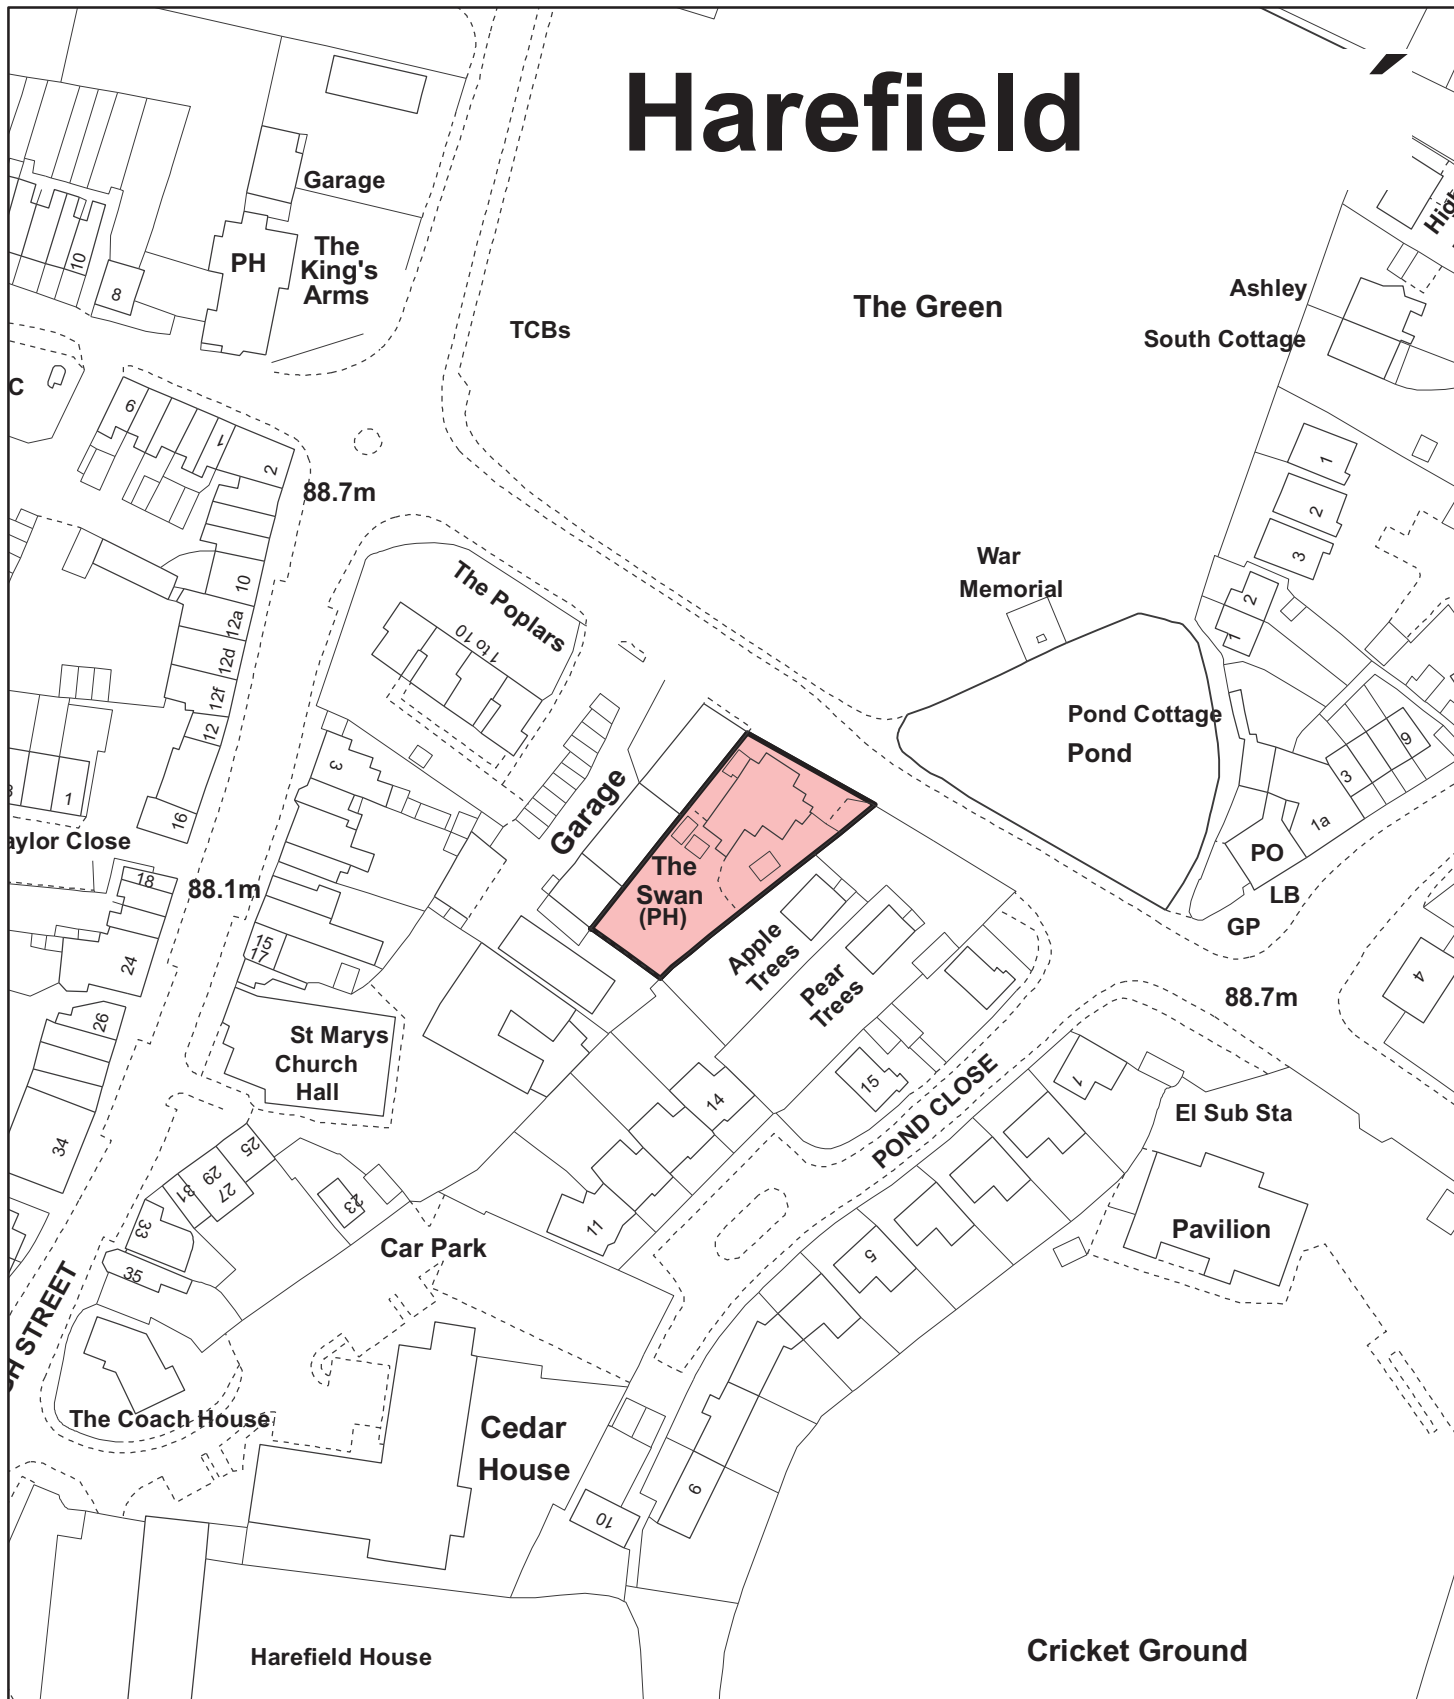 Harefield
Garage
PH
The
King's
Arms
10
8
TCBs
The Green
Ashley
South Cottage
High
C
6
1
2
88.7m
10
12a
12d
12f
12
16
The Poplars
1 to 10
War
Memorial
1
2
3
2
1
Pond Cottage
Pond
9
3
1a
PO
LB
GP
3
Garage
The
Swan
(PH)
1
aylor Close
18
88.1m
15
17
24
26
Apple
Trees
Pear
Trees
4
88.7m
St Marys
Church
Hall
14
15
POND CLOSE
1
El Sub Sta
34
25
29
27
31
33
23
35
11
5
Car Park
Pavilion
GH STREET
The Coach House
Cedar
House
9
10
Harefield House
Cricket Ground